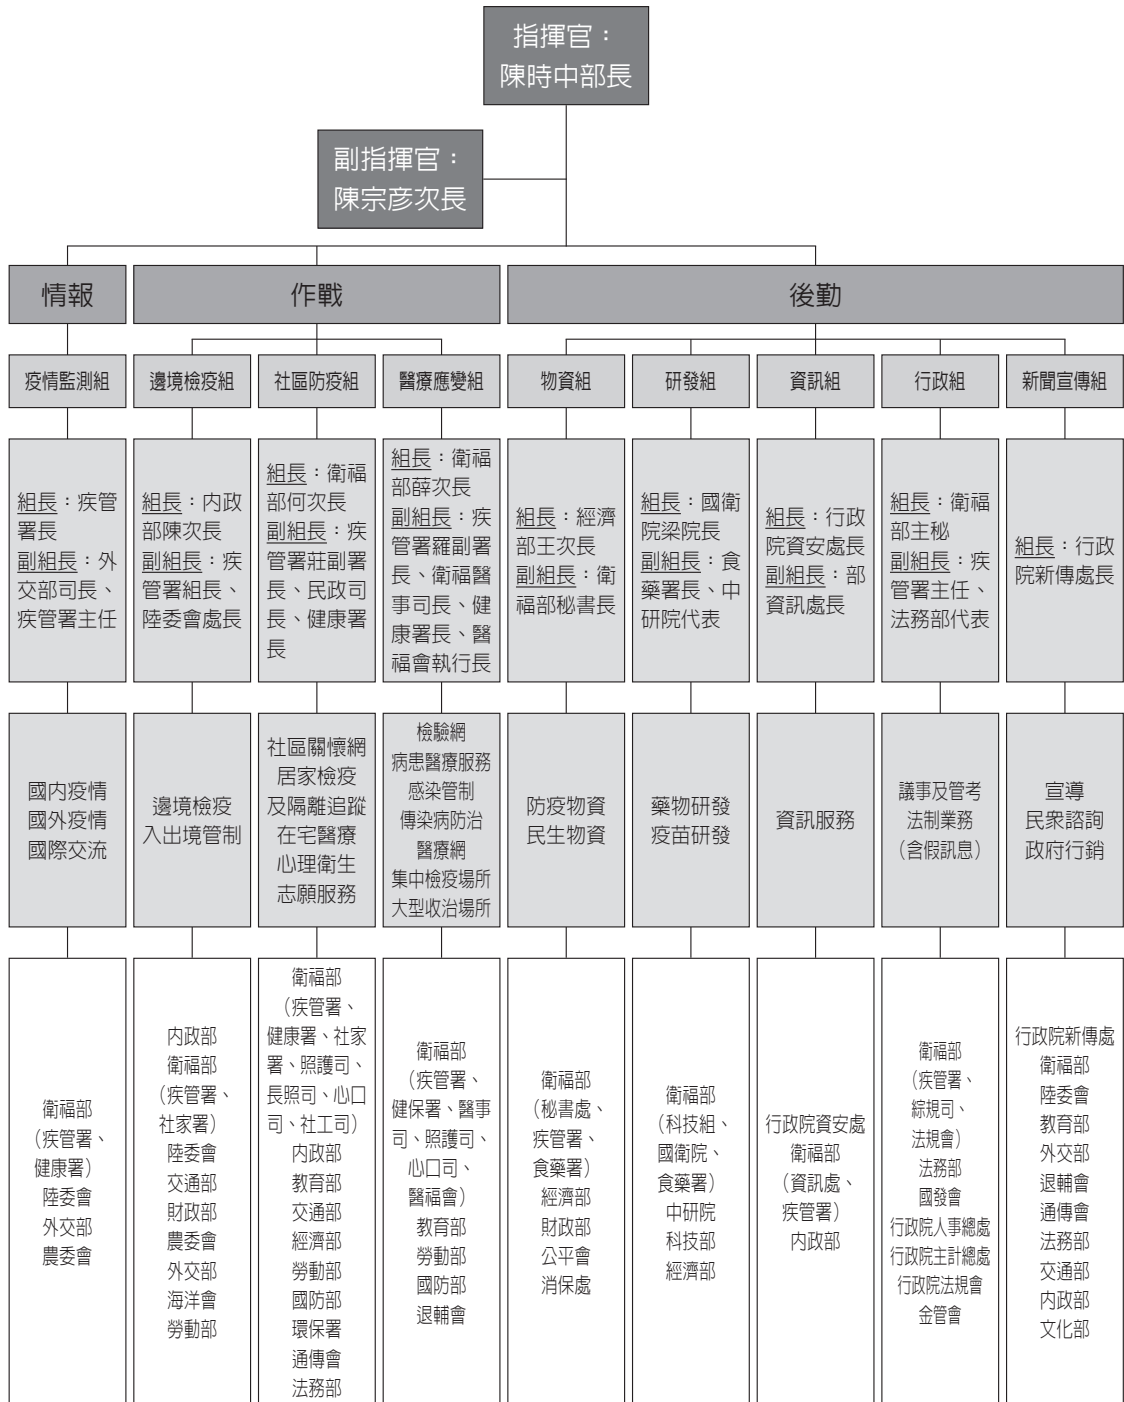 指揮官：
陳時中部長
副指揮官：
陳宗彥次長
情報
作戰
後勤
疫情監測組
邊境檢疫組
社區防疫組
醫療應變組
物資組
研發組
資訊組
行政組
新聞宣傳組
組長：疾管
署長
副組長：外
交部司長、
疾管署主任
組長：內政
部陳次長
副組長：疾
管署組長、
陸委會處長
組長：衛福
部何次長
副組長：疾
管署莊副署
長、民政司
長、健康署
長
組長：衛福
部薛次長
副組長：疾
管署羅副署
長、衛福醫
事司長、健
康署長、醫
福會執行長
組長：經濟
部王次長
副組長：衛
福部秘書長
組長：國衛
院梁院長
副組長：食
藥署長、中
研院代表
組長：行政
院資安處長
副組長：部
資訊處長
組長：衛福
部主秘
副組長：疾
管署主任、
法務部代表
組長：行政
院新傳處長
國內疫情
國外疫情
國際交流
邊境檢疫
入出境管制
社區關懷網
居家檢疫
及隔離追蹤
在宅醫療
心理衛生
志願服務
檢驗網
病患醫療服務
感染管制
傳染病防治
醫療網
集中檢疫場所
大型收治場所
防疫物資
民生物資
藥物研發
疫苗研發
資訊服務
議事及管考
法制業務
（含假訊息）
宣導
民眾諮詢
政府行銷
衛福部
（疾管署、
健康署）
陸委會
外交部
農委會
內政部
衛福部
（疾管署、
社家署）
陸委會
交通部
財政部
農委會
外交部
海洋會
勞動部
衛福部
（疾管署、
健康署、社家
署、照護司、
長照司、心口
司、社工司）
內政部
教育部
交通部
經濟部
勞動部
國防部
環保署
通傳會
法務部
衛福部
（疾管署、
健保署、醫事
司、照護司、
心口司、
醫福會）
教育部
勞動部
國防部
退輔會
衛福部
（秘書處、
疾管署、
食藥署）
經濟部
財政部
公平會
消保處
衛福部
（科技組、
國衛院、
食藥署）
中研院
科技部
經濟部
行政院資安處
衛福部
（資訊處、
疾管署）
內政部
衛福部
（疾管署、
綜規司、
法規會）
法務部
國發會
行政院人事總處
行政院主計總處
行政院法規會
金管會
行政院新傳處
衛福部
陸委會
教育部
外交部
退輔會
通傳會
法務部
交通部
內政部
文化部